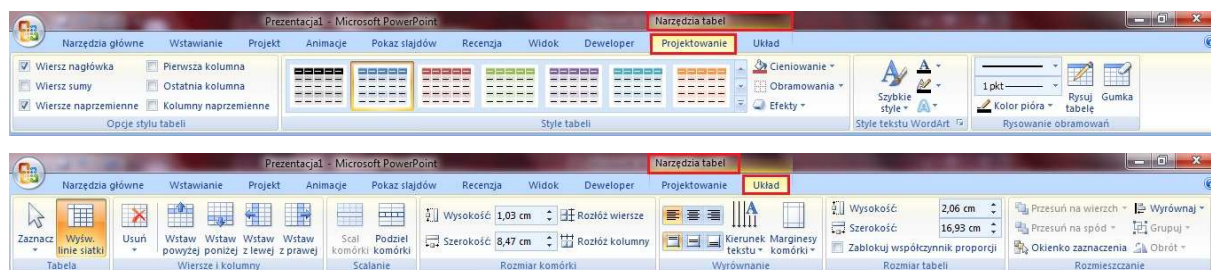 Prezentacja1 - Microsoft PowerPoint Narzędzia tabel
Narzędzia główne Wstawianie Projekt Animacje Pokaz slajdów Recenzja Widok Deweloper Projektowanie Układ
Wiersz nagłówka Pierwsza kolumna Cieniowanie
Wiersz sumy Ostatnia kolumna Obramowania 1 pkt
Wiersze naprzemienne Kolumny naprzemienne Efekty Szybkie style Kolor pióra Rysuj tabelę Gumka
Opcje stylu tabeli Style tabeli Style tekstu WordArt Rysowanie obramowań
Prezentacja1 - Microsoft PowerPoint Narzędzia tabel
Narzędzia główne Wstawianie Projekt Animacje Pokaz slajdów Recenzja Widok Deweloper Projektowanie Układ
Wysokość: 1,03 cm Rozłóż wiersze Wysokość: 2,06 cm Przesuń na wierzch Wyrównaj
Zaznacz Wyśw. Usuń Wstaw Wstaw Wstaw Wstaw Scal Podziel Szerokość: 8,47 cm Rozłóż kolumny Kierunek Marginesy Szerokość: 16,93 cm Przesuń na spód Grupuj
linie siatki powyżej poniżej z lewej z prawej komórki komórki tekstu komórki Zablokuj współczynnik proporcji Okienko zaznaczenia Obrót
Tabela Wiersze i kolumny Scalanie Rozmiar komórki Wyrównanie Rozmiar tabeli Rozmieszczanie